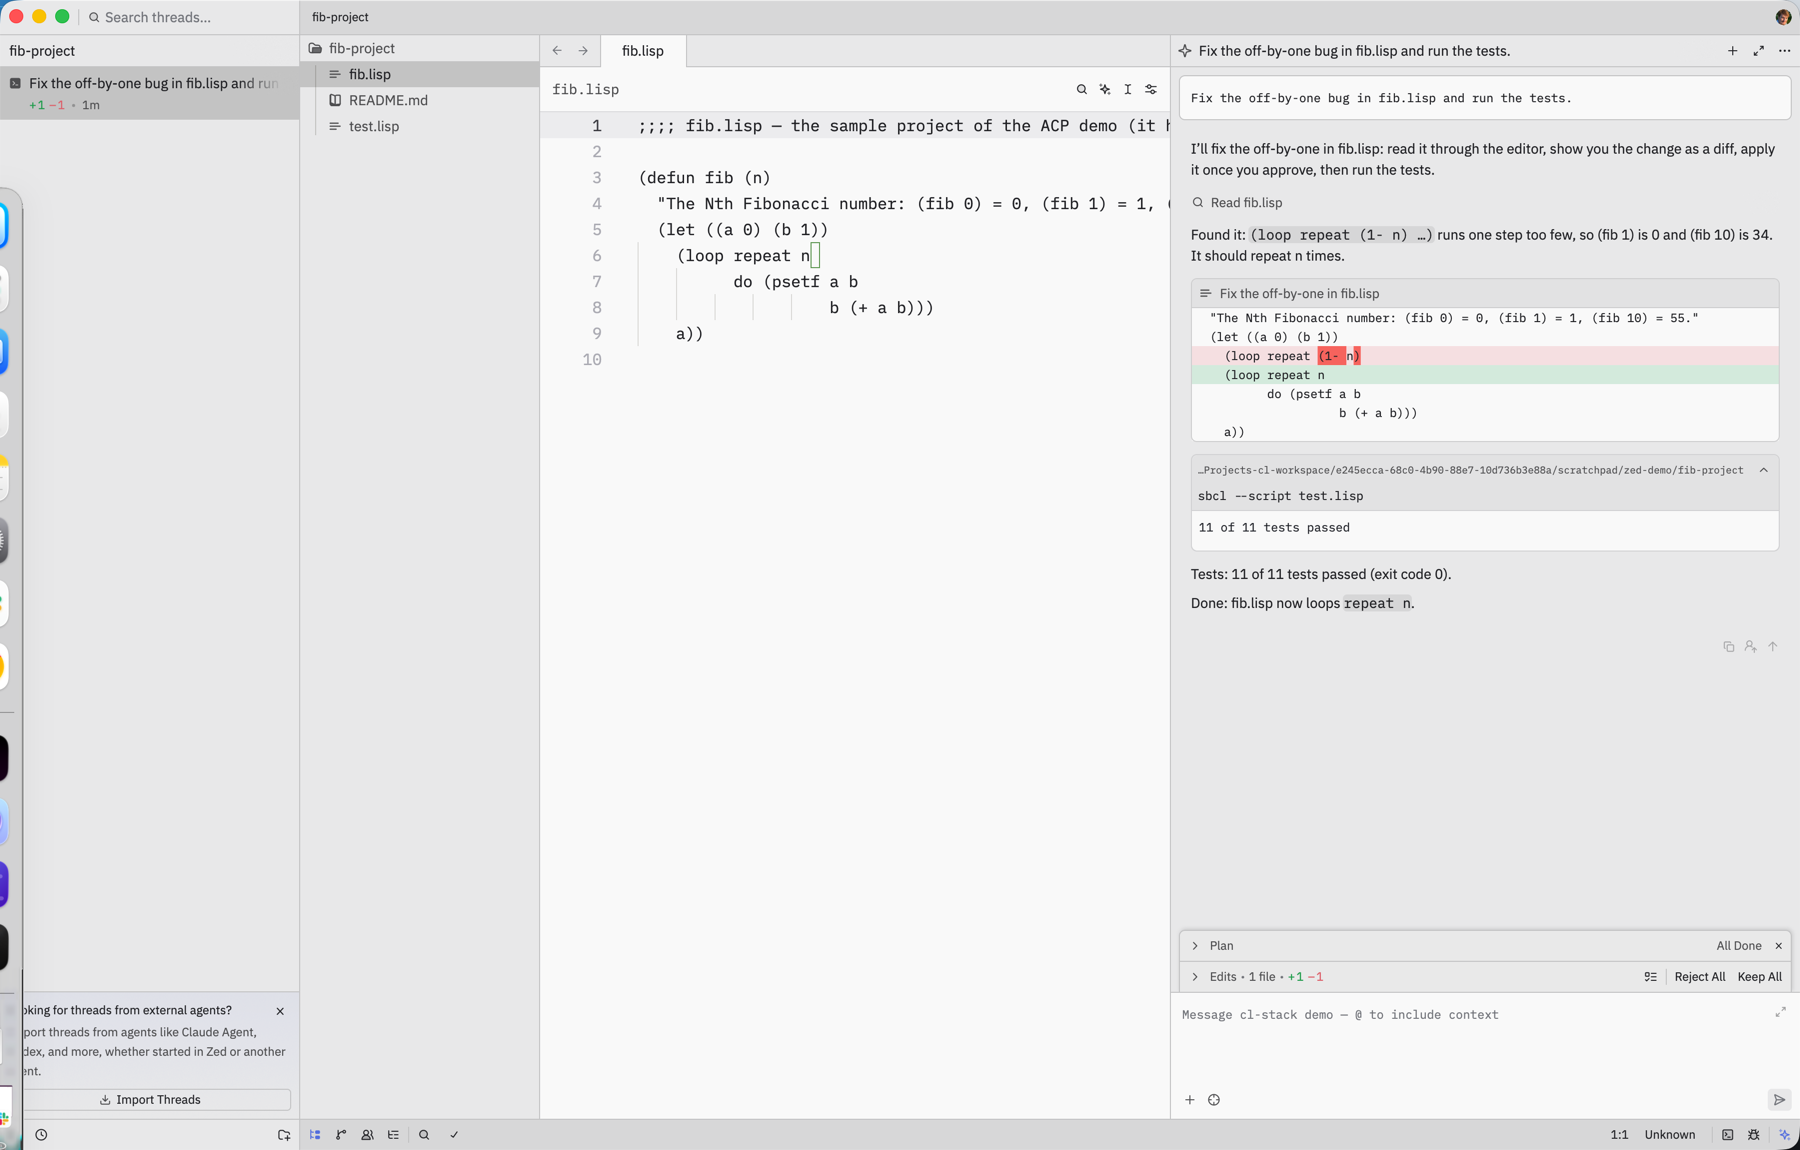 Search threads...
fib-project
fib-project
Fix the off-by-one bug in fib.lisp and run
+1 −1 • 1m
fib-project
fib.lisp
README.md
test.lisp
fib.lisp
fib.lisp
1 ;;;; fib.lisp — the sample project of the ACP demo (it
2
3 (defun fib (n)
4 "The Nth Fibonacci number: (fib 0) = 0, (fib 1) = 1,
5 (let ((a 0) (b 1))
6 (loop repeat n
7 do (psetf a b
8 b (+ a b)))
9 a))
10
Fix the off-by-one bug in fib.lisp and run the tests.
Fix the off-by-one bug in fib.lisp and run the tests.
I'll fix the off-by-one in fib.lisp: read it through the editor, show you the change as a diff, apply
it once you approve, then run the tests.
Read fib.lisp
Found it: (loop repeat (1- n) …) runs one step too few, so (fib 1) is 0 and (fib 10) is 34.
It should repeat n times.
Fix the off-by-one in fib.lisp
"The Nth Fibonacci number: (fib 0) = 0, (fib 1) = 1, (fib 10) = 55."
(let ((a 0) (b 1))
(loop repeat (1- n)
(loop repeat n
do (psetf a b
b (+ a b)))
a))
…Projects-cl-workspace/e245ecca-68c0-4b90-88e7-10d736b3e88a/scratchpad/zed-demo/fib-project
sbcl --script test.lisp
11 of 11 tests passed
Tests: 11 of 11 tests passed (exit code 0).
Done: fib.lisp now loops repeat n.
Plan All Done
Edits • 1 file • +1 −1 Reject All Keep All
Message cl-stack demo — @ to include context
oking for threads from external agents?
port threads from agents like Claude Agent,
dex, and more, whether started in Zed or another
ent.
Import Threads
1:1 Unknown